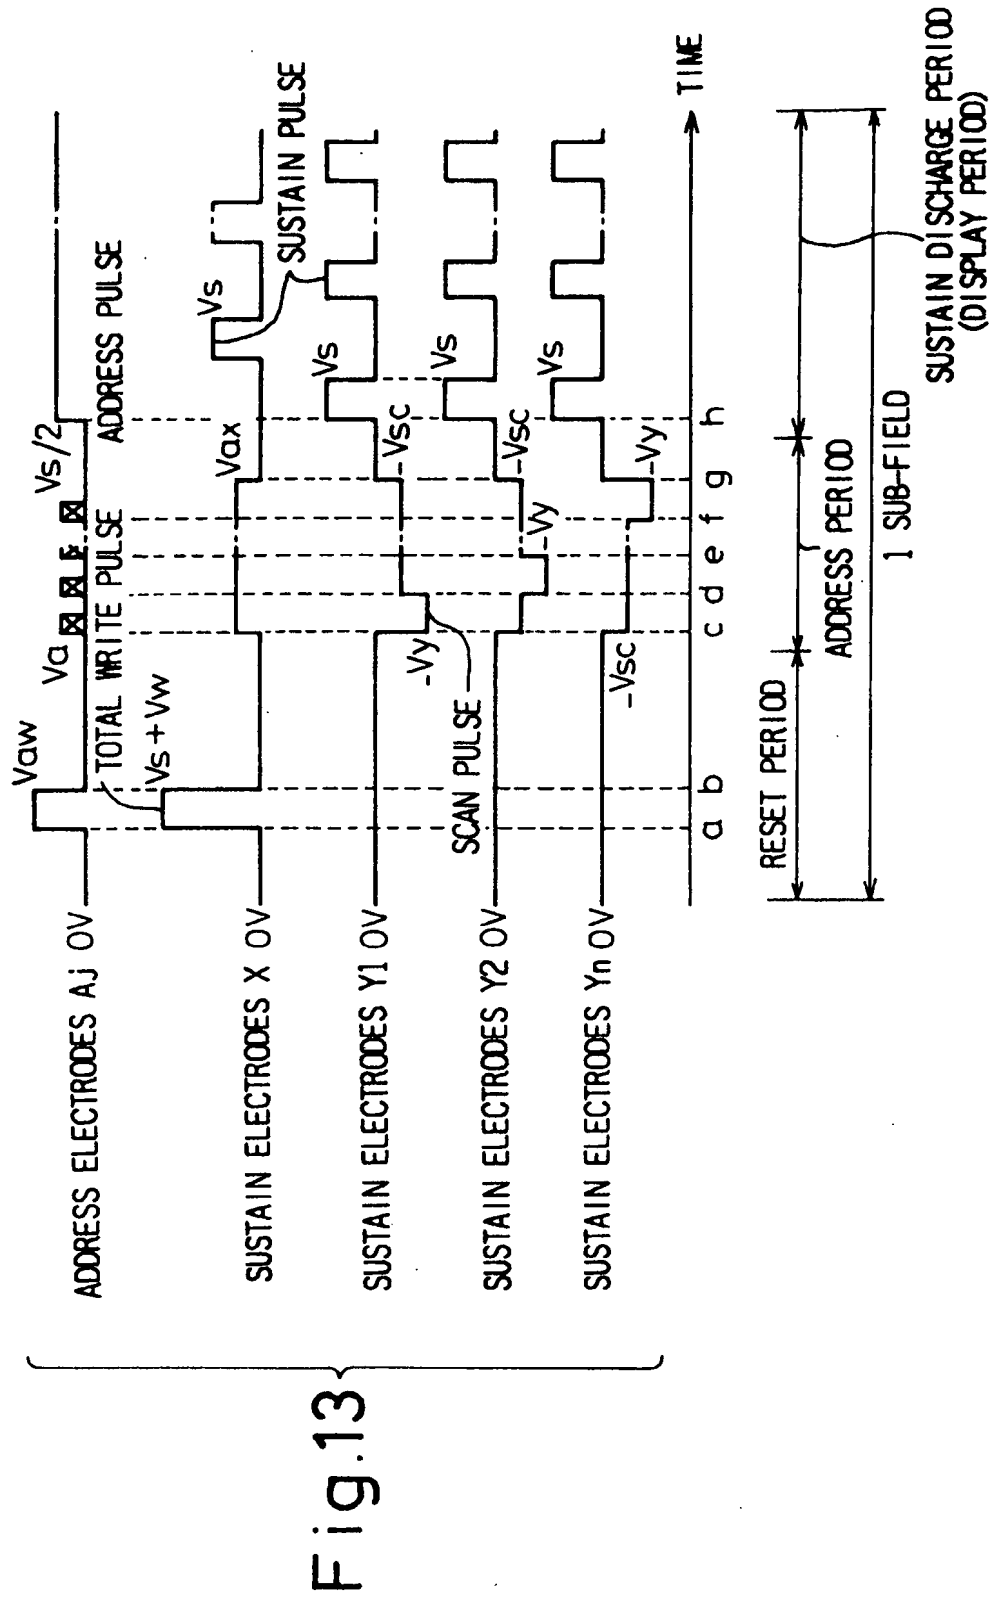 Fig.13
ADDRESS ELECTRODES Aj 0V
Vaw
Va
Vs/2
TOTAL WRITE PULSE
ADDRESS PULSE
SUSTAIN ELECTRODES X 0V
Vs+Vw
Vax
Vs
SUSTAIN PULSE
SUSTAIN ELECTRODES Y1 0V
-Vy
-Vsc
Vs
SCAN PULSE
SUSTAIN ELECTRODES Y2 0V
-Vy
-Vsc
Vs
SUSTAIN ELECTRODES Yn 0V
-Vsc
-Vy
Vs
TIME
a b c d e f g h
RESET PERIOD
ADDRESS PERIOD
1 SUB-FIELD
SUSTAIN DISCHARGE PERIOD
(DISPLAY PERIOD)